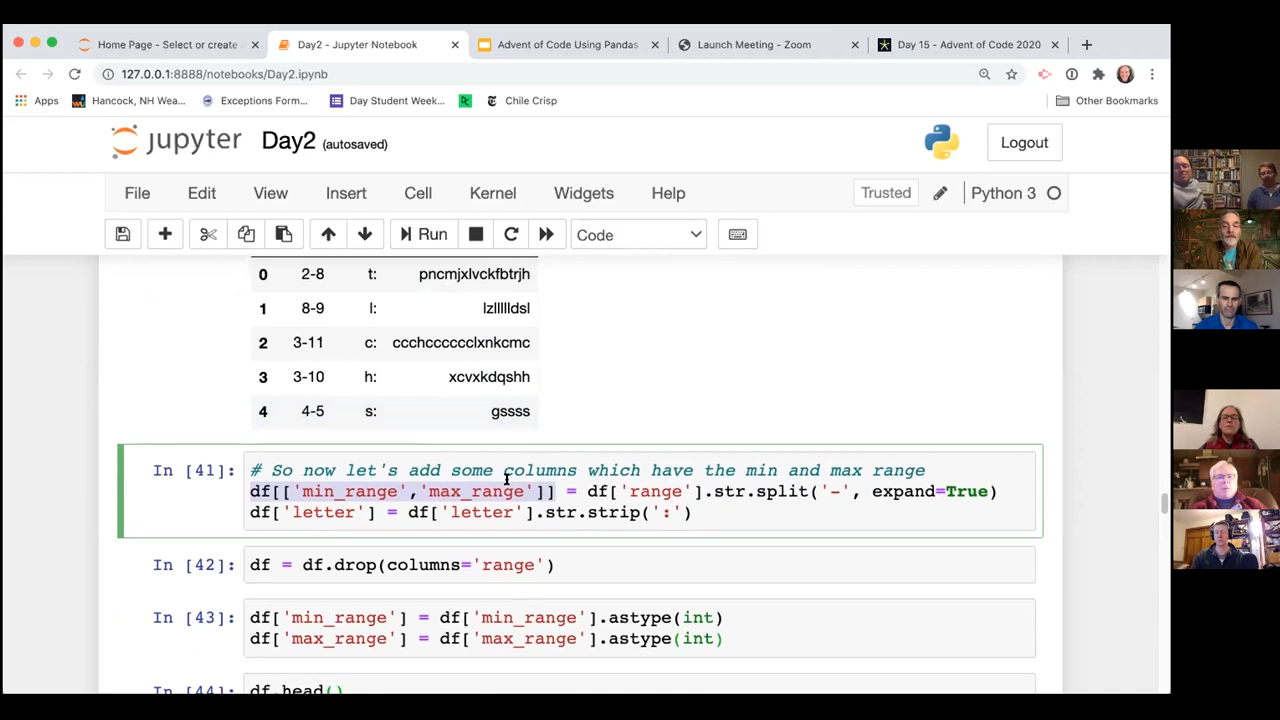 Home Page - Select or create
Day2 - Jupyter Notebook
Advent of Code Using Pandas
Launch Meeting - Zoom
Day 15 - Advent of Code 2020
127.0.0.1:8888/notebooks/Day2.ipynb
Apps
Hancock, NH Wea...
Exceptions Form...
Day Student Week...
Chile Crisp
Other Bookmarks
jupyter Day2 (autosaved)
Logout
File Edit View Insert Cell Kernel Widgets Help
Trusted
Python 3
Run
Code
0 2-8 t: pncmjxlvckfbtrjh
1 8-9 l: lzllllldsl
2 3-11 c: ccchcccccclxnkcmc
3 3-10 h: xcvxkdqshh
4 4-5 s: gssss
In [41]: # So now let's add some columns which have the min and max range
df[['min_range','max_range']] = df['range'].str.split('-', expand=True)
df['letter'] = df['letter'].str.strip(':')
In [42]: df = df.drop(columns='range')
In [43]: df['min_range'] = df['min_range'].astype(int)
df['max_range'] = df['max_range'].astype(int)
In [44]: df.head()